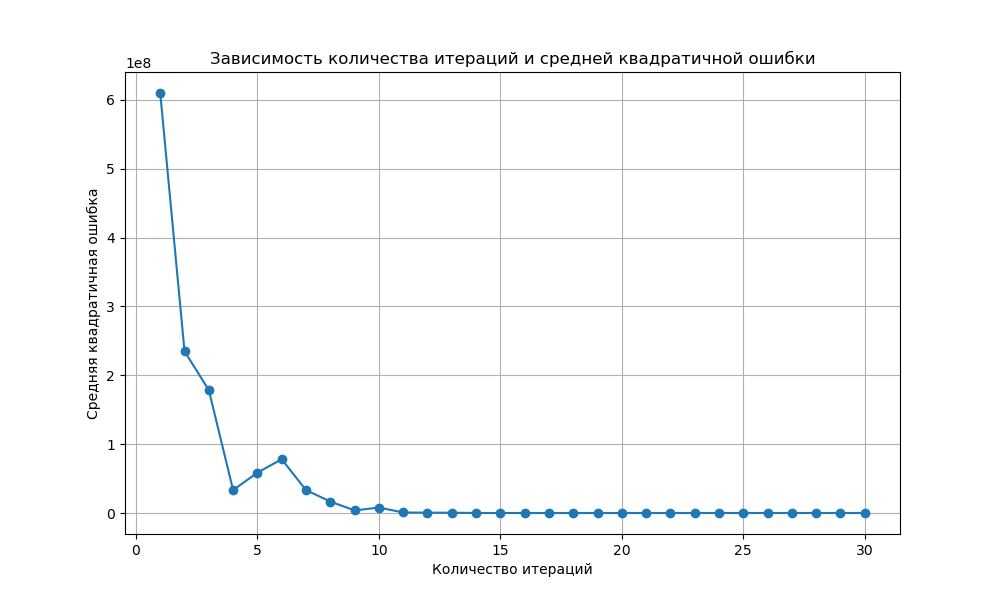 Зависимость количества итераций и средней квадратичной ошибки
1e8
6
5
4
3
2
1
0
Средняя квадратичная ошибка
0 5 10 15 20 25 30
Количество итераций